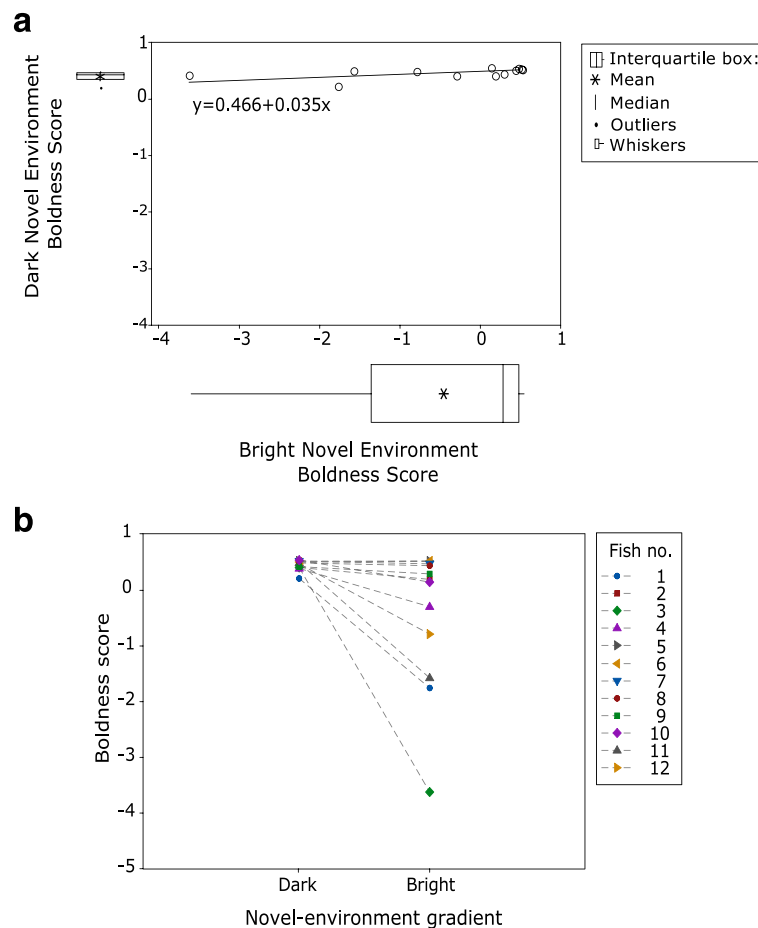 a
Dark Novel Environment
Boldness Score
1
0
-1
-2
-3
-4
y=0.466+0.035x
-4
-3
-2
-1
0
1
Bright Novel Environment
Boldness Score
Interquartile box:
Mean
Median
Outliers
Whiskers
b
Boldness score
1
0
-1
-2
-3
-4
-5
Dark
Bright
Novel-environment gradient
Fish no.
1
2
3
4
5
6
7
8
9
10
11
12